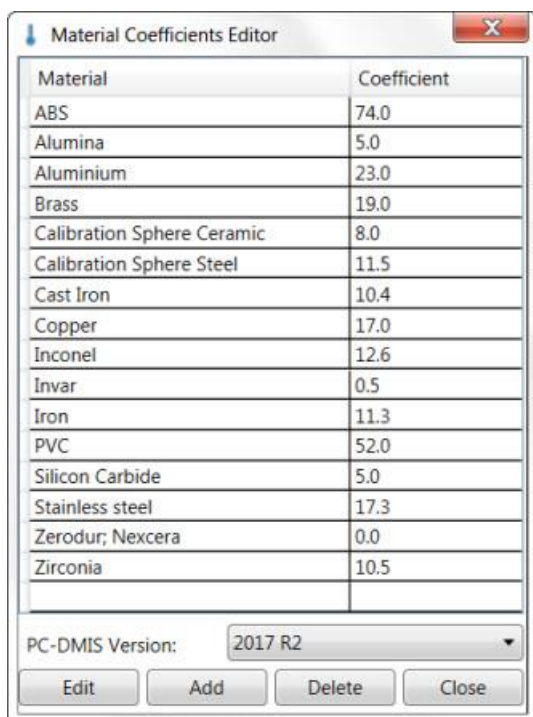 Material Coefficients Editor
Material Coefficient
ABS 74.0
Alumina 5.0
Aluminium 23.0
Brass 19.0
Calibration Sphere Ceramic 8.0
Calibration Sphere Steel 11.5
Cast Iron 10.4
Copper 17.0
Inconel 12.6
Invar 0.5
Iron 11.3
PVC 52.0
Silicon Carbide 5.0
Stainless steel 17.3
Zerodur; Nexcera 0.0
Zirconia 10.5
PC-DMIS Version: 2017 R2
Edit Add Delete Close